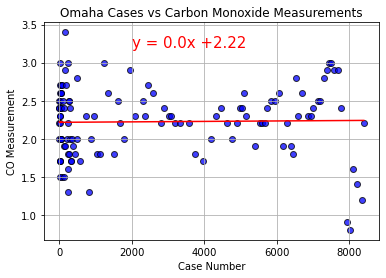 Omaha Cases vs Carbon Monoxide Measurements
3.5
3.0
2.5
2.0
1.5
1.0
CO Measurement
y = 0.0x +2.22
0
2000
4000
6000
8000
Case Number